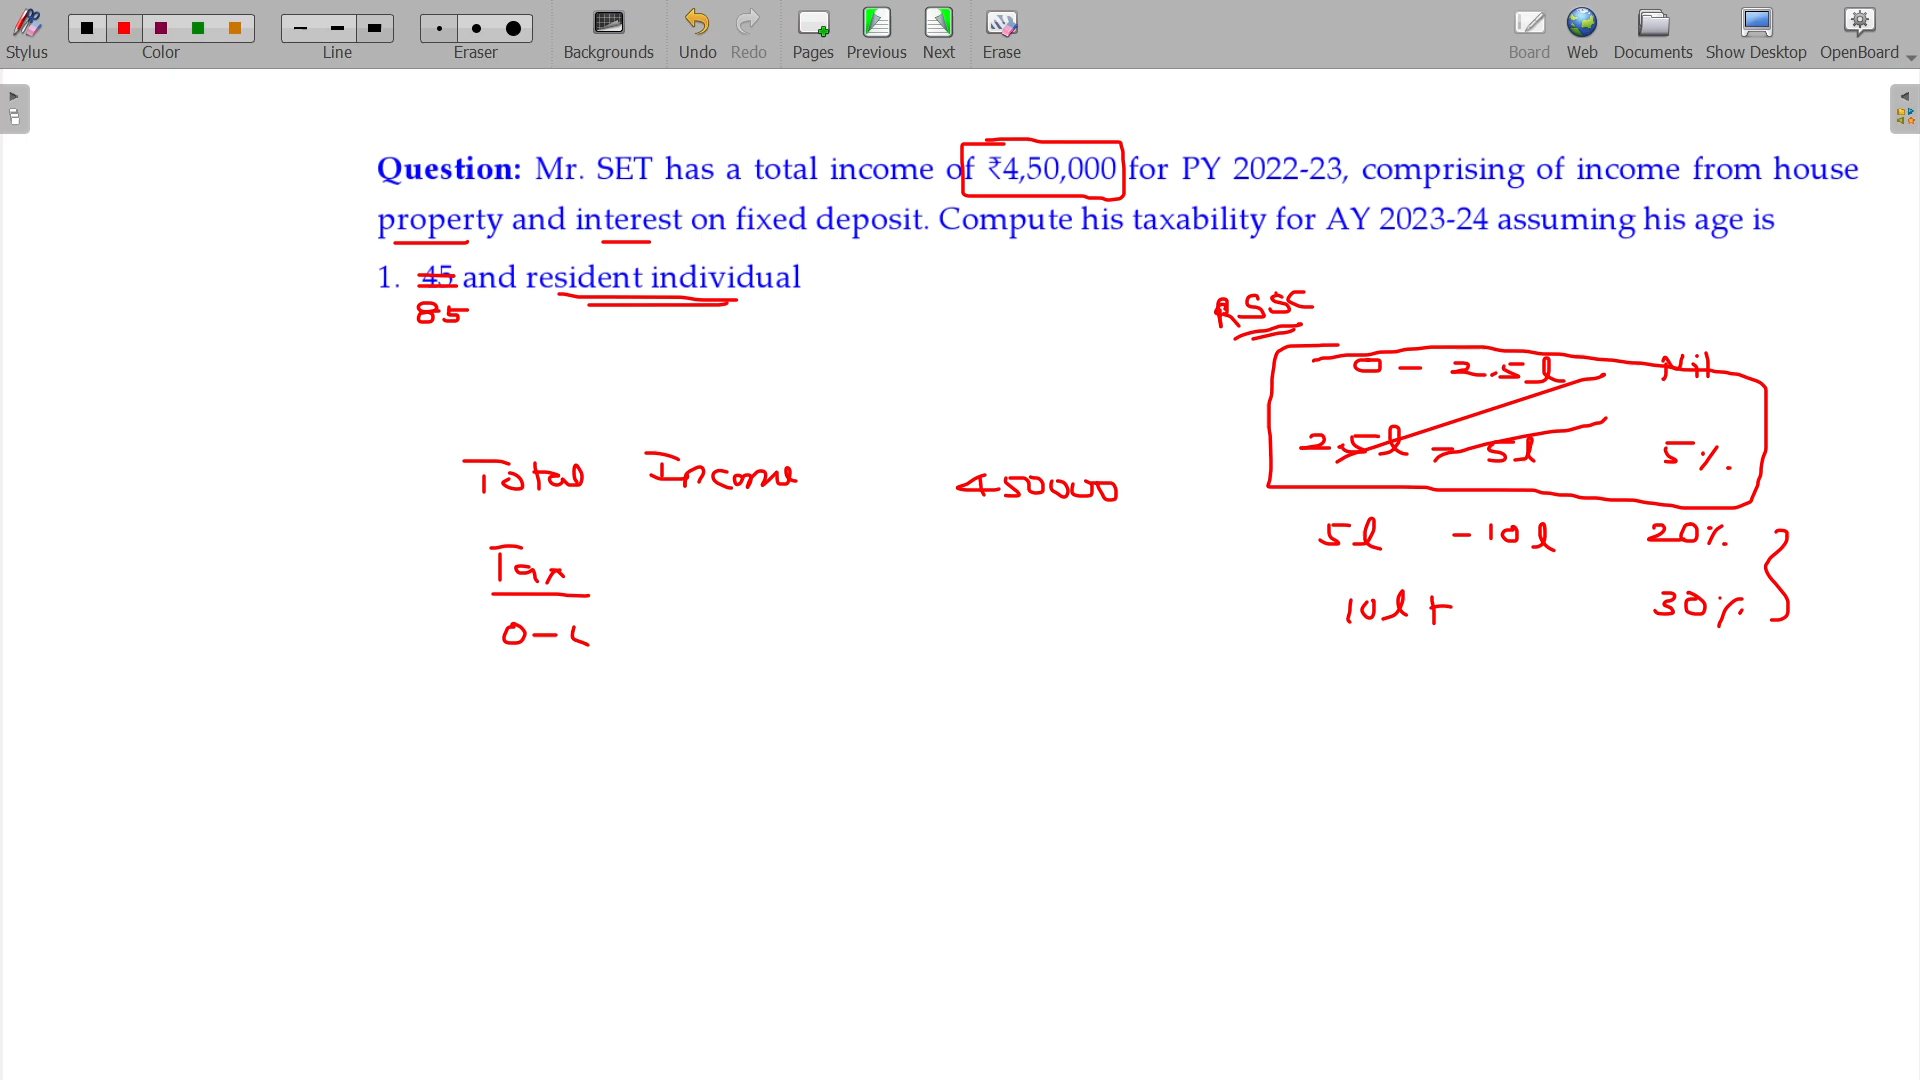 Stylus Color Line Eraser Backgrounds Undo Redo Pages Previous Next Erase Board Web Documents Show Desktop OpenBoard
Question: Mr. SET has a total income of ₹4,50,000 for PY 2022-23, comprising of income from house
property and interest on fixed deposit. Compute his taxability for AY 2023-24 assuming his age is
1. 45 and resident individual
85
RSSC
0 - 2.5l Nil
2.5l - 5l 5%
Total Income 450000
5l - 10l 20%
Tax
10l+ 30%
0-